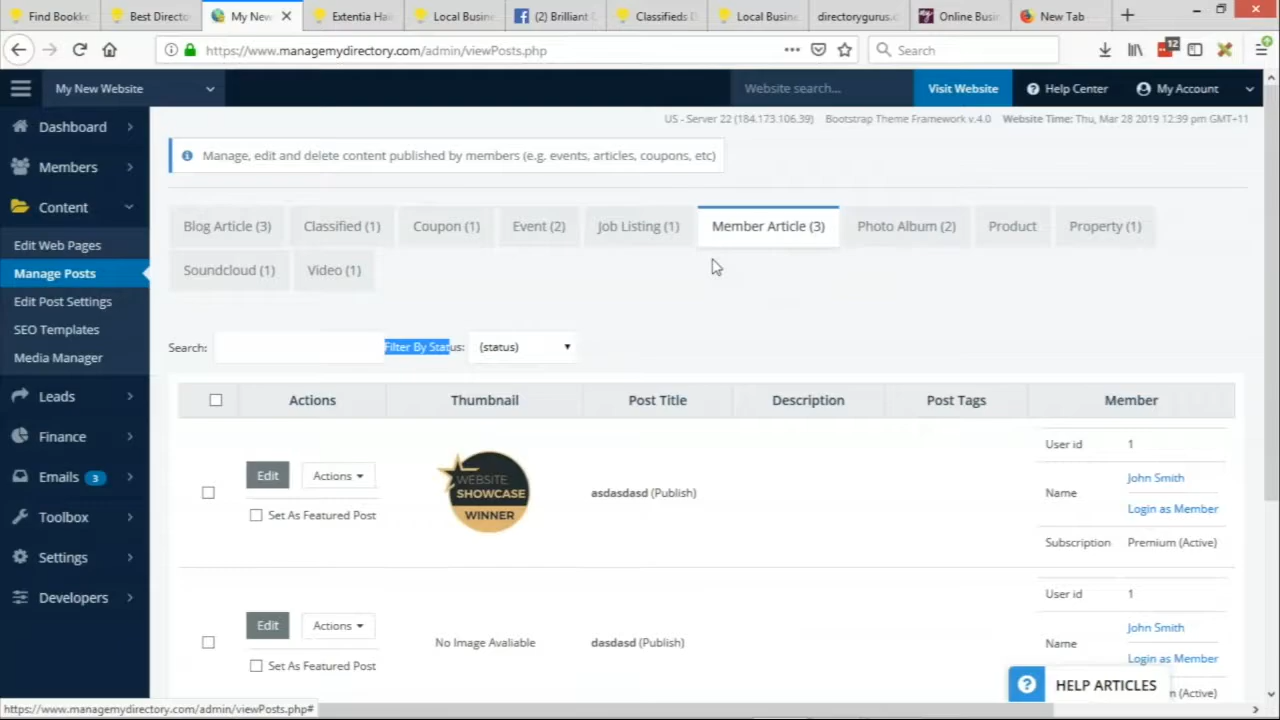 Find Bookk
Best Directo
My New
Extentia Hai
Local Busine
(2) Brilliant
Classifieds D
Local Busine
directorygurus.c
Online Busi
New Tab
https://www.managemydirectory.com/admin/viewPosts.php
Search
12
My New Website
Website search...
Visit Website
Help Center
My Account
US - Server 22 (184.173.106.39) Bootstrap Theme Framework v.4.0 Website Time: Thu, Mar 28 2019 12:39 pm GMT+11
Dashboard
Members
Content
Edit Web Pages
Manage Posts
Edit Post Settings
SEO Templates
Media Manager
Leads
Finance
Emails 3
Toolbox
Settings
Developers
Manage, edit and delete content published by members (e.g. events, articles, coupons, etc)
Blog Article (3)
Classified (1)
Coupon (1)
Event (2)
Job Listing (1)
Member Article (3)
Photo Album (2)
Product
Property (1)
Soundcloud (1)
Video (1)
Search:
Filter By Status:
(status)
Actions
Thumbnail
Post Title
Description
Post Tags
Member
Edit
Actions
Set As Featured Post
WEBSITE
SHOWCASE
WINNER
asdasdasd (Publish)
User id 1
Name
John Smith
Login as Member
Subscription Premium (Active)
Edit
Actions
Set As Featured Post
No Image Avaliable
dasdasd (Publish)
User id 1
Name
John Smith
Login as Member
(Active)
HELP ARTICLES
https://www.managemydirectory.com/admin/viewPosts.php#